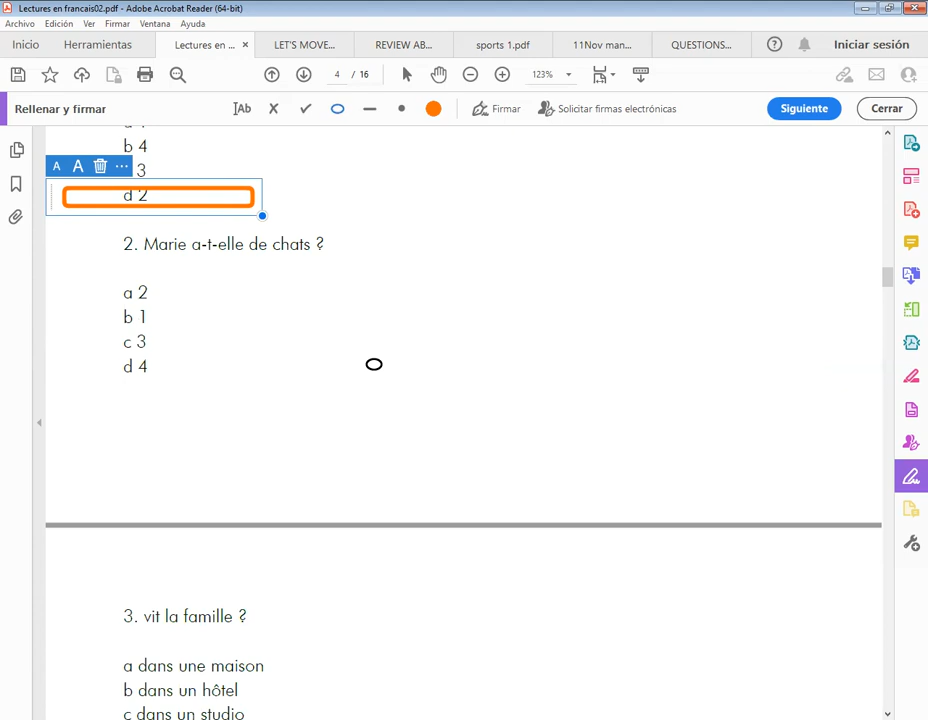 Lectures en francais02.pdf - Adobe Acrobat Reader (64-bit)
Archivo Edición Ver Firmar Ventana Ayuda
Inicio Herramientas Lectures en ... × LET'S MOVE... REVIEW AB... sports 1.pdf 11Nov man... QUESTIONS... Iniciar sesión
4 / 16 123%
Rellenar y firmar Ab Firmar Solicitar firmas electrónicas Siguiente Cerrar
b 4
A A ...
3
d 2
2. Marie a-t-elle de chats ?
a 2
b 1
c 3
d 4
3. vit la famille ?
a dans une maison
b dans un hôtel
c dans un studio